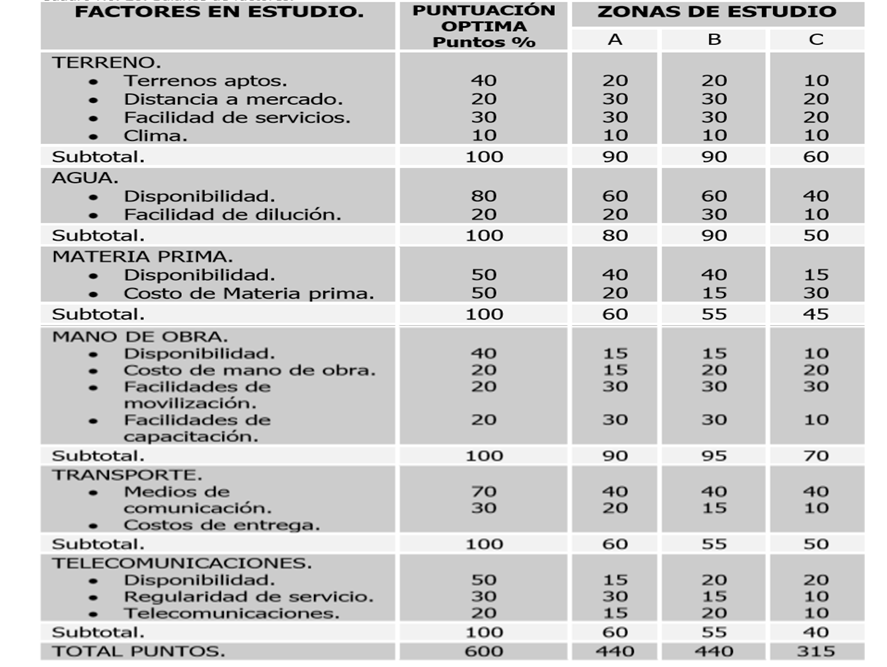 FACTORES EN ESTUDIO. PUNTUACIÓN OPTIMA Puntos % ZONAS DE ESTUDIO
A B C
TERRENO.
• Terrenos aptos. 40 20 20 10
• Distancia a mercado. 20 30 30 20
• Facilidad de servicios. 30 30 30 20
• Clima. 10 10 10 10
Subtotal. 100 90 90 60
AGUA.
• Disponibilidad. 80 60 60 40
• Facilidad de dilución. 20 20 30 10
Subtotal. 100 80 90 50
MATERIA PRIMA.
• Disponibilidad. 50 40 40 15
• Costo de Materia prima. 50 20 15 30
Subtotal. 100 60 55 45
MANO DE OBRA.
• Disponibilidad. 40 15 15 10
• Costo de mano de obra. 20 15 20 20
• Facilidades de 20 30 30 30
movilización.
• Facilidades de 20 30 30 10
capacitación.
Subtotal. 100 90 95 70
TRANSPORTE.
• Medios de 70 40 40 40
comunicación. 30 20 15 10
• Costos de entrega.
Subtotal. 100 60 55 50
TELECOMUNICACIONES.
• Disponibilidad. 50 15 20 20
• Regularidad de servicio. 30 30 15 10
• Telecomunicaciones. 20 15 20 10
Subtotal. 100 60 55 40
TOTAL PUNTOS. 600 440 440 315